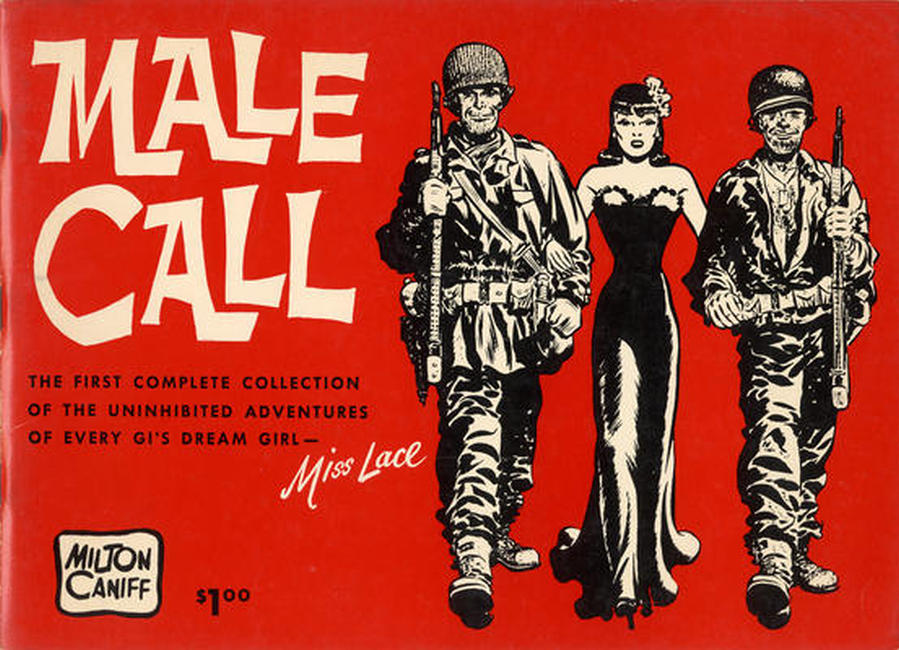 MALE
CALL
THE FIRST COMPLETE COLLECTION
OF THE UNINHIBITED ADVENTURES
OF EVERY GI'S DREAM GIRL—
Miss Lace
MILTON
CANIFF
$1.00